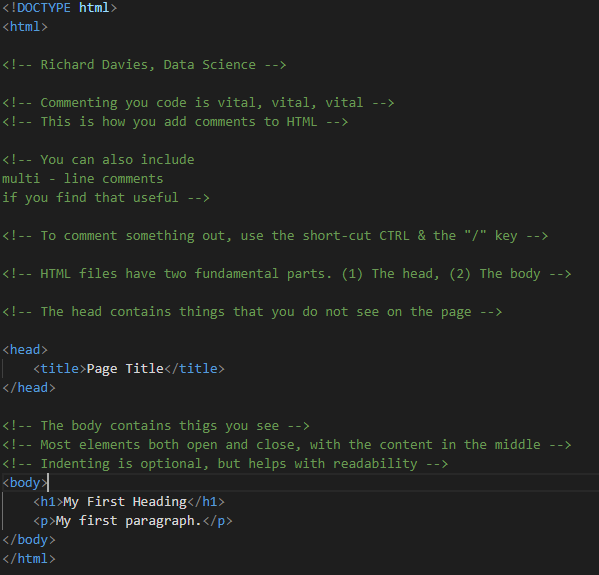 <!DOCTYPE html>
<html>
<!-- Richard Davies, Data Science -->
<!-- Commenting you code is vital, vital, vital -->
<!-- This is how you add comments to HTML -->
<!-- You can also include
multi - line comments
if you find that useful -->
<!-- To comment something out, use the short-cut CTRL & the "/" key -->
<!-- HTML files have two fundamental parts. (1) The head, (2) The body -->
<!-- The head contains things that you do not see on the page -->
<head>
    <title>Page Title</title>
</head>
<!-- The body contains thigs you see -->
<!-- Most elements both open and close, with the content in the middle -->
<!-- Indenting is optional, but helps with readability -->
<body>
    <h1>My First Heading</h1>
    <p>My first paragraph.</p>
</body>
</html>